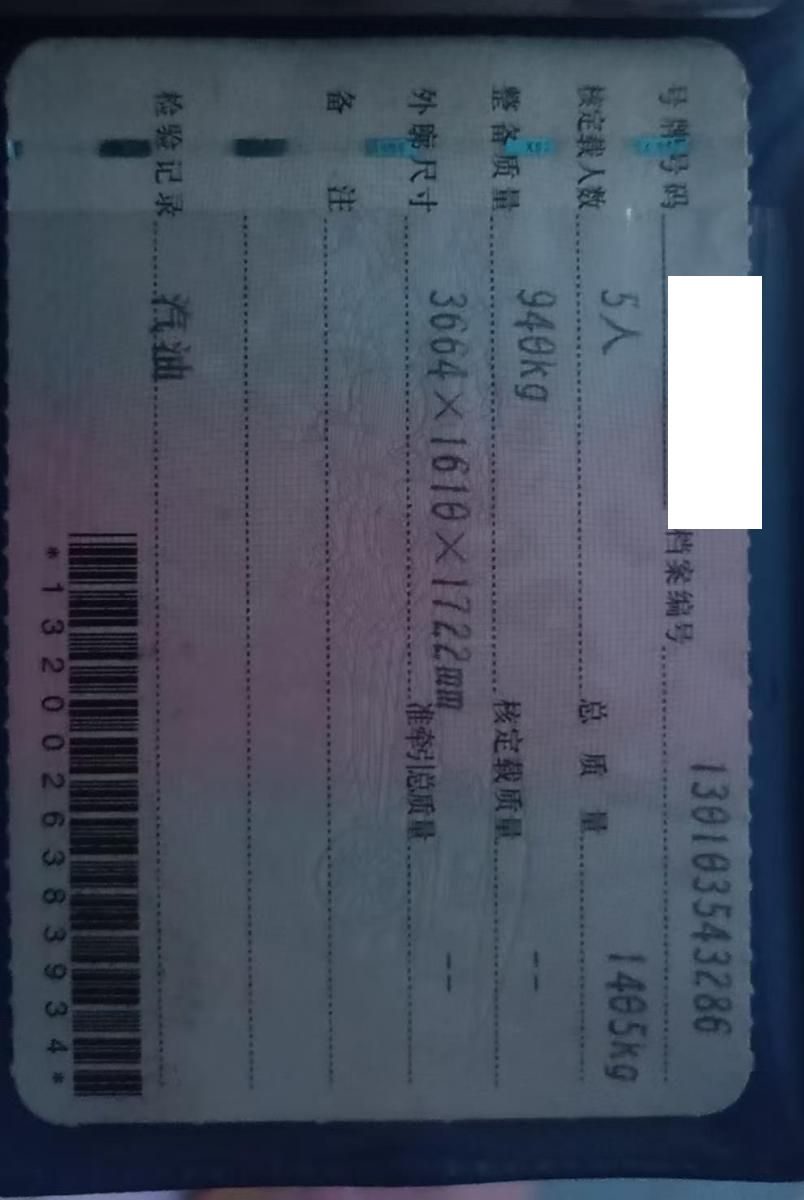 号牌号码 档案编号 130103543286
核定载人数 5人 总质量 1405kg
整备质量 940kg 核定载质量 --
外廓尺寸 3664×1610×1722mm 准牵引总质量 --
备注
检验记录 汽油
*1320026383934*